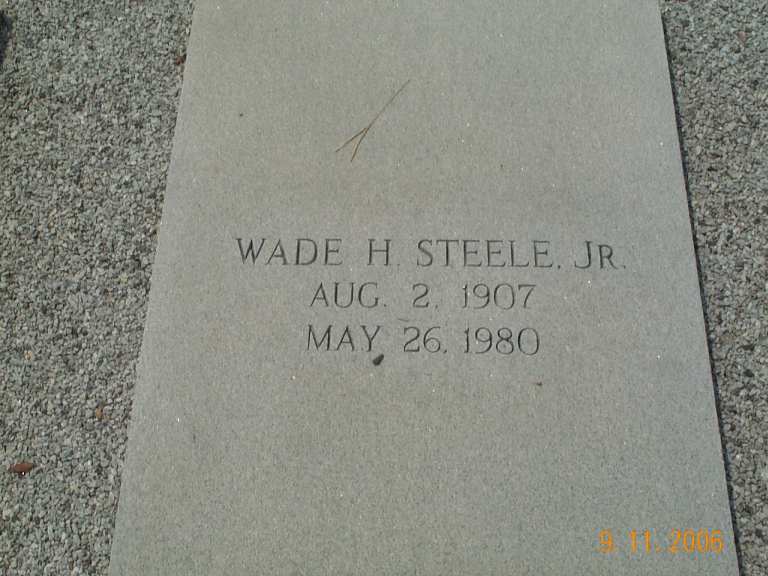 WADE H. STEELE, JR.
AUG. 2, 1907
MAY 26, 1980
9.11.2006